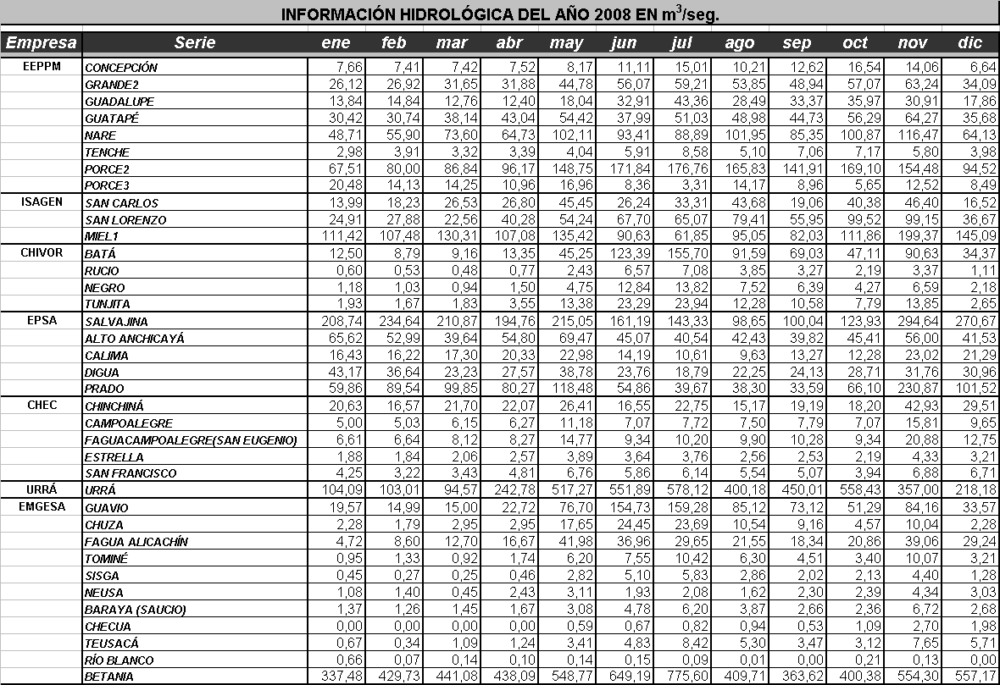 INFORMACIÓN HIDROLÓGICA DEL AÑO 2008 EN m³/seg.
Empresa Serie ene feb mar abr may jun jul ago sep oct nov dic
EEPPM CONCEPCIÓN 7,66 7,41 7,42 7,52 8,17 11,11 15,01 10,21 12,62 16,54 14,06 6,64
GRANDE2 26,12 26,92 31,65 31,88 44,78 56,07 59,21 53,85 48,94 57,07 63,24 34,09
GUADALUPE 13,84 14,84 12,76 12,40 18,04 32,91 43,36 28,49 33,37 35,97 30,91 17,86
GUATAPÉ 30,42 30,74 38,14 43,04 54,42 37,99 51,03 48,98 44,73 56,29 64,27 35,68
NARE 48,71 55,90 73,60 64,73 102,11 93,41 88,89 101,95 85,35 100,87 116,47 64,13
TENCHE 2,98 3,91 3,32 3,39 4,04 5,91 8,58 5,10 7,06 7,17 5,80 3,98
PORCE2 67,51 80,00 86,84 96,17 148,75 171,84 176,76 165,83 141,91 169,10 154,48 94,52
PORCE3 20,48 14,13 14,25 10,96 16,96 8,36 3,31 14,17 8,96 5,65 12,52 8,49
ISAGEN SAN CARLOS 13,99 18,23 26,53 26,80 45,45 26,24 33,31 43,68 19,06 40,38 46,40 16,52
SAN LORENZO 24,91 27,88 22,56 40,28 54,24 67,70 65,07 79,41 55,95 99,52 99,15 36,67
MIEL1 111,42 107,48 130,31 107,08 135,42 90,63 61,85 95,05 82,03 111,86 199,37 145,09
CHIVOR BATÁ 12,50 8,79 9,16 13,35 45,25 123,39 155,70 91,59 69,03 47,11 90,63 34,37
RUCIO 0,60 0,53 0,48 0,77 2,43 6,57 7,08 3,85 3,27 2,19 3,37 1,11
NEGRO 1,18 1,03 0,94 1,50 4,75 12,84 13,82 7,52 6,39 4,27 6,59 2,18
TUNJITA 1,93 1,67 1,83 3,55 13,38 23,29 23,94 12,28 10,58 7,79 13,85 2,65
EPSA SALVAJINA 208,74 234,64 210,87 194,76 215,05 161,19 143,33 98,65 100,04 123,93 294,64 270,67
ALTO ANCHICAYÁ 65,62 52,99 39,64 54,80 69,47 45,07 40,54 42,43 39,82 45,41 56,00 41,53
CALIMA 16,43 16,22 17,30 20,33 22,98 14,19 10,61 9,63 13,27 12,28 23,02 21,29
DIGUA 43,17 36,64 23,23 27,57 38,78 23,76 18,79 22,25 24,13 28,71 31,76 30,96
PRADO 59,86 89,54 99,85 80,27 118,48 54,86 39,67 38,30 33,59 66,10 230,87 101,52
CHEC CHINCHINÁ 20,63 16,57 21,70 22,07 26,41 16,55 22,75 15,17 19,19 18,20 42,93 29,51
CAMPOALEGRE 5,00 5,03 6,15 6,27 11,18 7,07 7,72 7,50 7,79 7,07 15,81 9,65
FAGUACAMPOALEGRE(SAN EUGENIO) 6,61 6,64 8,12 8,27 14,77 9,34 10,20 9,90 10,28 9,34 20,88 12,75
ESTRELLA 1,88 1,84 2,06 2,57 3,89 3,64 3,76 2,56 2,53 2,19 4,33 3,21
SAN FRANCISCO 4,25 3,22 3,43 4,81 6,76 5,86 6,14 5,54 5,07 3,94 6,88 6,71
URRÁ URRÁ 104,09 103,01 94,57 242,78 517,27 551,89 578,12 400,18 450,01 558,43 357,00 218,18
EMGESA GUAVIO 19,57 14,99 15,00 22,72 76,70 154,73 159,28 85,12 73,12 51,29 84,16 33,57
CHUZA 2,28 1,79 2,95 2,95 17,65 24,45 23,69 10,54 9,16 4,57 10,04 2,28
FAGUA ALICACHÍN 4,72 8,60 12,70 16,67 41,98 36,96 29,65 21,55 18,34 20,86 39,06 29,24
TOMINÉ 0,95 1,33 0,92 1,74 6,20 7,55 10,42 6,30 4,51 3,40 10,07 3,21
SISGA 0,45 0,27 0,25 0,46 2,82 5,10 5,83 2,86 2,02 2,13 4,40 1,28
NEUSA 1,08 1,40 0,45 2,43 3,11 1,93 2,08 1,62 2,30 2,39 4,34 3,03
BARAYA (SAUCIO) 1,37 1,26 1,45 1,67 3,08 4,78 6,20 3,87 2,66 2,36 6,72 2,68
CHECUA 0,00 0,00 0,00 0,00 0,59 0,67 0,82 0,94 0,53 1,09 2,70 1,98
TEUSACÁ 0,67 0,34 1,09 1,24 3,41 4,83 8,42 5,30 3,47 3,12 7,65 5,71
RÍO BLANCO 0,66 0,07 0,14 0,10 0,14 0,15 0,09 0,01 0,00 0,21 0,13 0,00
BETANIA 337,48 429,73 441,08 438,09 548,77 649,19 775,60 409,71 363,62 400,38 554,30 557,17